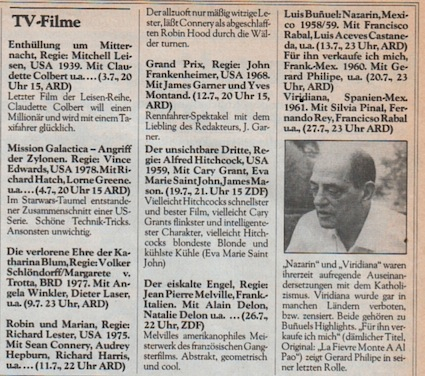 TV-Filme
Enthüllung um Mitter-
nacht, Regie: Mitchell Lei-
sen, USA 1939. Mit Clau-
dette Colbert u.a....(3.7., 20
Uhr 15, ARD)
Letzter Film der Leisen-Reihe,
Claudette Colbert will einen
Millionär und wird mit einem Ta-
xifahrer glücklich.
Mission Galactica – Angriff
der Zylonen. Regie: Vince
Edwards, USA 1978. Mit Ri-
chard Hatch, Lorne Greene.
u.a....(4.7., 20 Uhr 15 ARD)
Im Starwars-Taumel entstande-
ner Zusammenschnitt einer US-
Serie. Schöne Technik-Tricks.
Ansonsten unwichtig.
Die verlorene Ehre der Ka-
tharina Blum, Regie: Volker
Schlöndorff/Margarete v.
Trotta, BRD 1977. Mit An-
gela Winkler, Dieter Laser,
u.a. (9.7. 23 Uhr, ARD)
Robin und Marian, Regie:
Richard Lester, USA 1975.
Mit Sean Connery, Audrey
Hepburn, Richard Harris,
u.a... (11.7., 22 Uhr ARD)
Der allzuoft nur mäßig witzige Le-
ster, läßt Connery als abgeschlaff-
ten Robin Hood durch die Wäl-
der turnen.
Grand Prix, Regie: John
Frankenheimer, USA 1968.
Mit James Garner und Yves
Montand. (12.7., 20 Uhr 15,
ARD)
Rennfahrer-Spektakel mit dem
Liebling des Redakteurs, J. Gar-
ner.
Der unsichtbare Dritte, Re-
gie: Alfred Hitchcock, USA
1959, Mit Cary Grant, Eva
Marie Saint John, James Ma-
son. (19.7., 21 Uhr 15 ZDF)
Vielleicht Hitchcocks schnellster
und bester Film, vielleicht Cary
Grants flinkster und intelligente-
ster Charakter, vielleicht Hitch-
cocks blondeste Blonde und
kühlste Kühle (Eva Marie Saint
John)
Der eiskalte Engel, Regie:
Jean Pierre Melville, Frank.-
Italien. Mit Alain Delon,
Natalie Delon u.a... (26.7.,
22 Uhr, ZDF)
Melvilles amerikanophiles Mei-
sterwerk des französischen Gang-
sterfilms. Abstrakt, geometrisch
und cool.
Luis Buñuel: Nazarin, Mexi-
co 1958/59. Mit Francisco
Rabal, Luis Aceves Castane-
da, u.a. (13.7., 23 Uhr, ARD)
Für ihn verkaufe ich mich,
Frank-Mex. 1960. Mit Ge-
rard Philipe, u.a. (20.7., 23
Uhr, ARD)
Viridiana, Spanien-Mex.
1961. Mit Silvia Pinal, Fer-
nando Rey, Francicso Rabal
u.a., (27.7., 23 Uhr ARD)
„Nazarin" und „Viridiana" waren
ihrerzeit aufregende Auseinan-
dersetzungen mit dem Katholi-
zismus. Viridiana wurde gar in
manchen Ländern verboten,
bzw. zensiert. Beide gehören zu
Buñuels Highlights. „Für ihn ver-
kaufe ich mich" (dämlicher Titel,
Original: „La Fievre Monte A Al
Pao") zeigt Gerard Philipe in sei-
ner letzten Rolle.